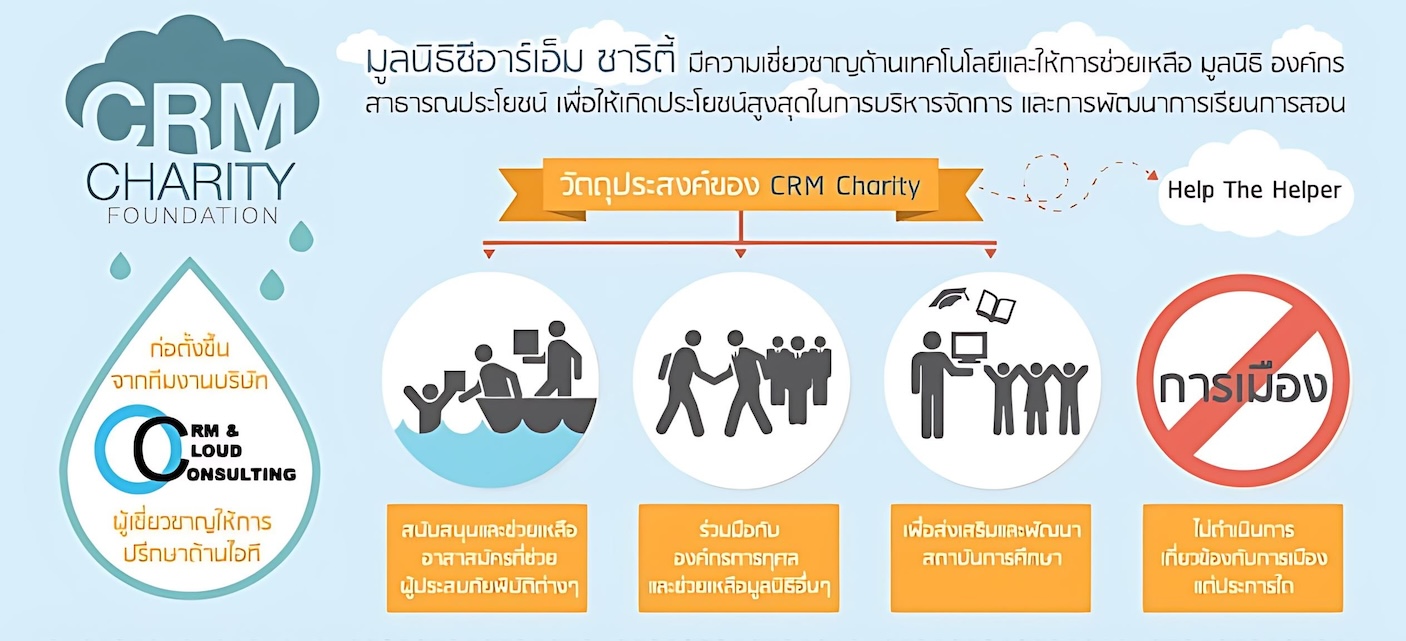 CRM
CHARITY
FOUNDATION
มูลนิธิซีอาร์เอ็ม ชาริตี้ มีความเชี่ยวชาญด้านเทคโนโลยีและให้การช่วยเหลือ มูลนิธิ องค์กร
สาธารณประโยชน์ เพื่อให้เกิดประโยชน์สูงสุดในการบริหารจัดการ และการพัฒนาการเรียนการสอน
วัตถุประสงค์ของ CRM Charity
Help The Helper
ก่อตั้งขึ้น
จากทีมงานบริษัท
CRM &
CLOUD
CONSULTING
ผู้เชี่ยวชาญให้การ
ปรึกษาด้านไอที
การเมือง
สนับสนุนและช่วยเหลือ
อาสาสมัครที่ช่วย
ผู้ประสบภัยพิบัติต่างๆ
ร่วมมือกับ
องค์กรการกุศล
และช่วยเหลือมูลนิธิอื่นๆ
เพื่อส่งเสริมและพัฒนา
สถาบันการศึกษา
ไม่ดำเนินการ
เกี่ยวข้องกับการเมือง
แต่ประการใด